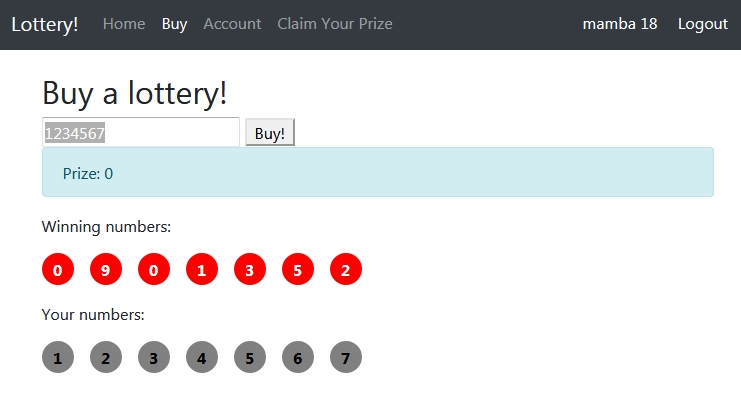 Lottery! Home Buy Account Claim Your Prize mamba 18 Logout
Buy a lottery!
1234567 Buy!
Prize: 0
Winning numbers:
0 9 0 1 3 5 2
Your numbers:
1 2 3 4 5 6 7